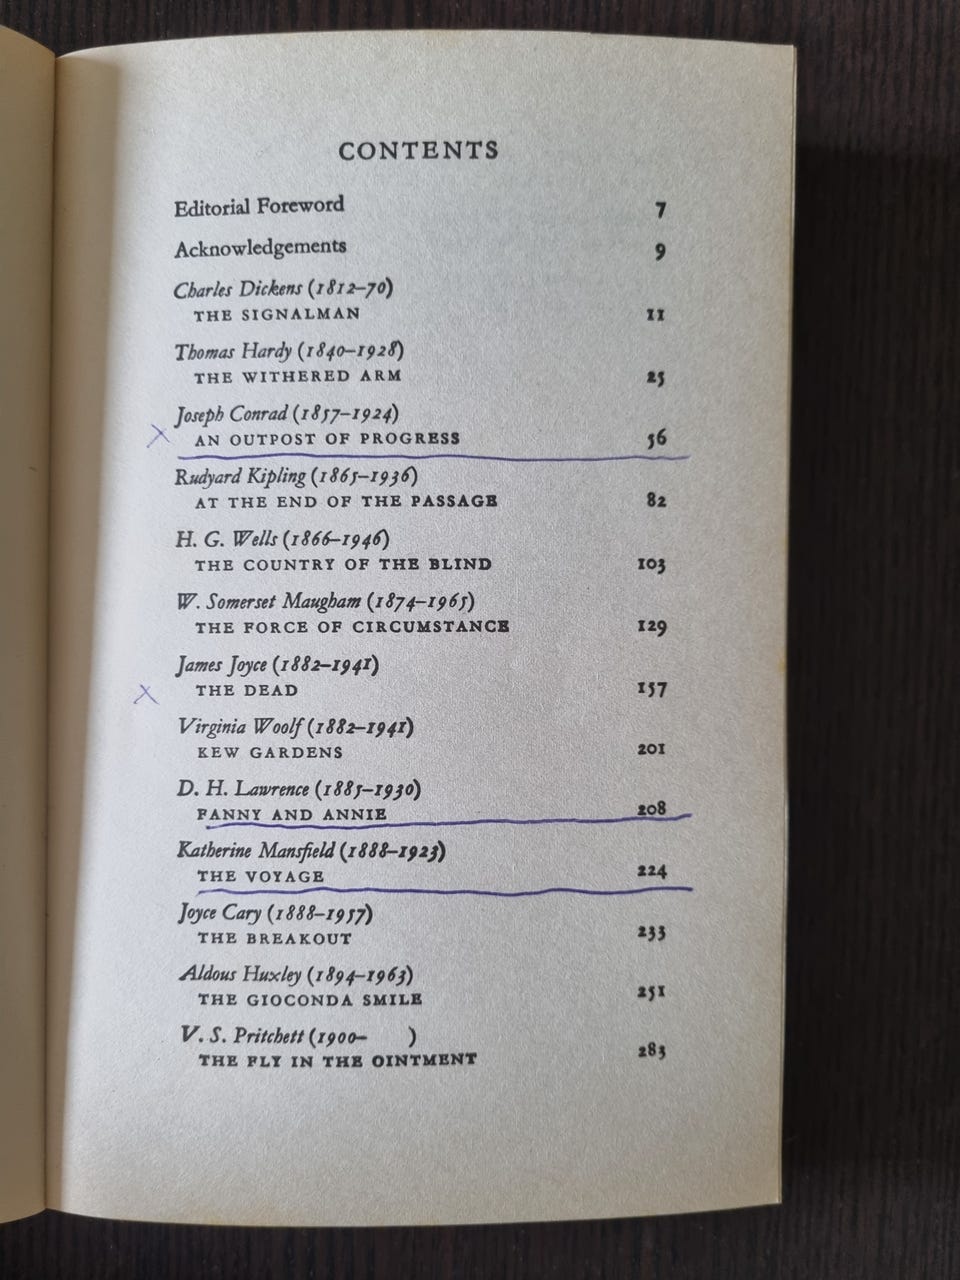 CONTENTS
Editorial Foreword 7
Acknowledgements 9
Charles Dickens (1812–70)
THE SIGNALMAN 11
Thomas Hardy (1840–1928)
THE WITHERED ARM 25
Joseph Conrad (1857–1924)
X AN OUTPOST OF PROGRESS 56
Rudyard Kipling (1865–1936)
AT THE END OF THE PASSAGE 82
H. G. Wells (1866–1946)
THE COUNTRY OF THE BLIND 103
W. Somerset Maugham (1874–1965)
THE FORCE OF CIRCUMSTANCE 129
James Joyce (1882–1941)
X THE DEAD 157
Virginia Woolf (1882–1941)
KEW GARDENS 201
D. H. Lawrence (1885–1930)
FANNY AND ANNIE 208
Katherine Mansfield (1888–1923)
THE VOYAGE 224
Joyce Cary (1888–1957)
THE BREAKOUT 233
Aldous Huxley (1894–1963)
THE GIOCONDA SMILE 251
V. S. Pritchett (1900– )
THE FLY IN THE OINTMENT 283